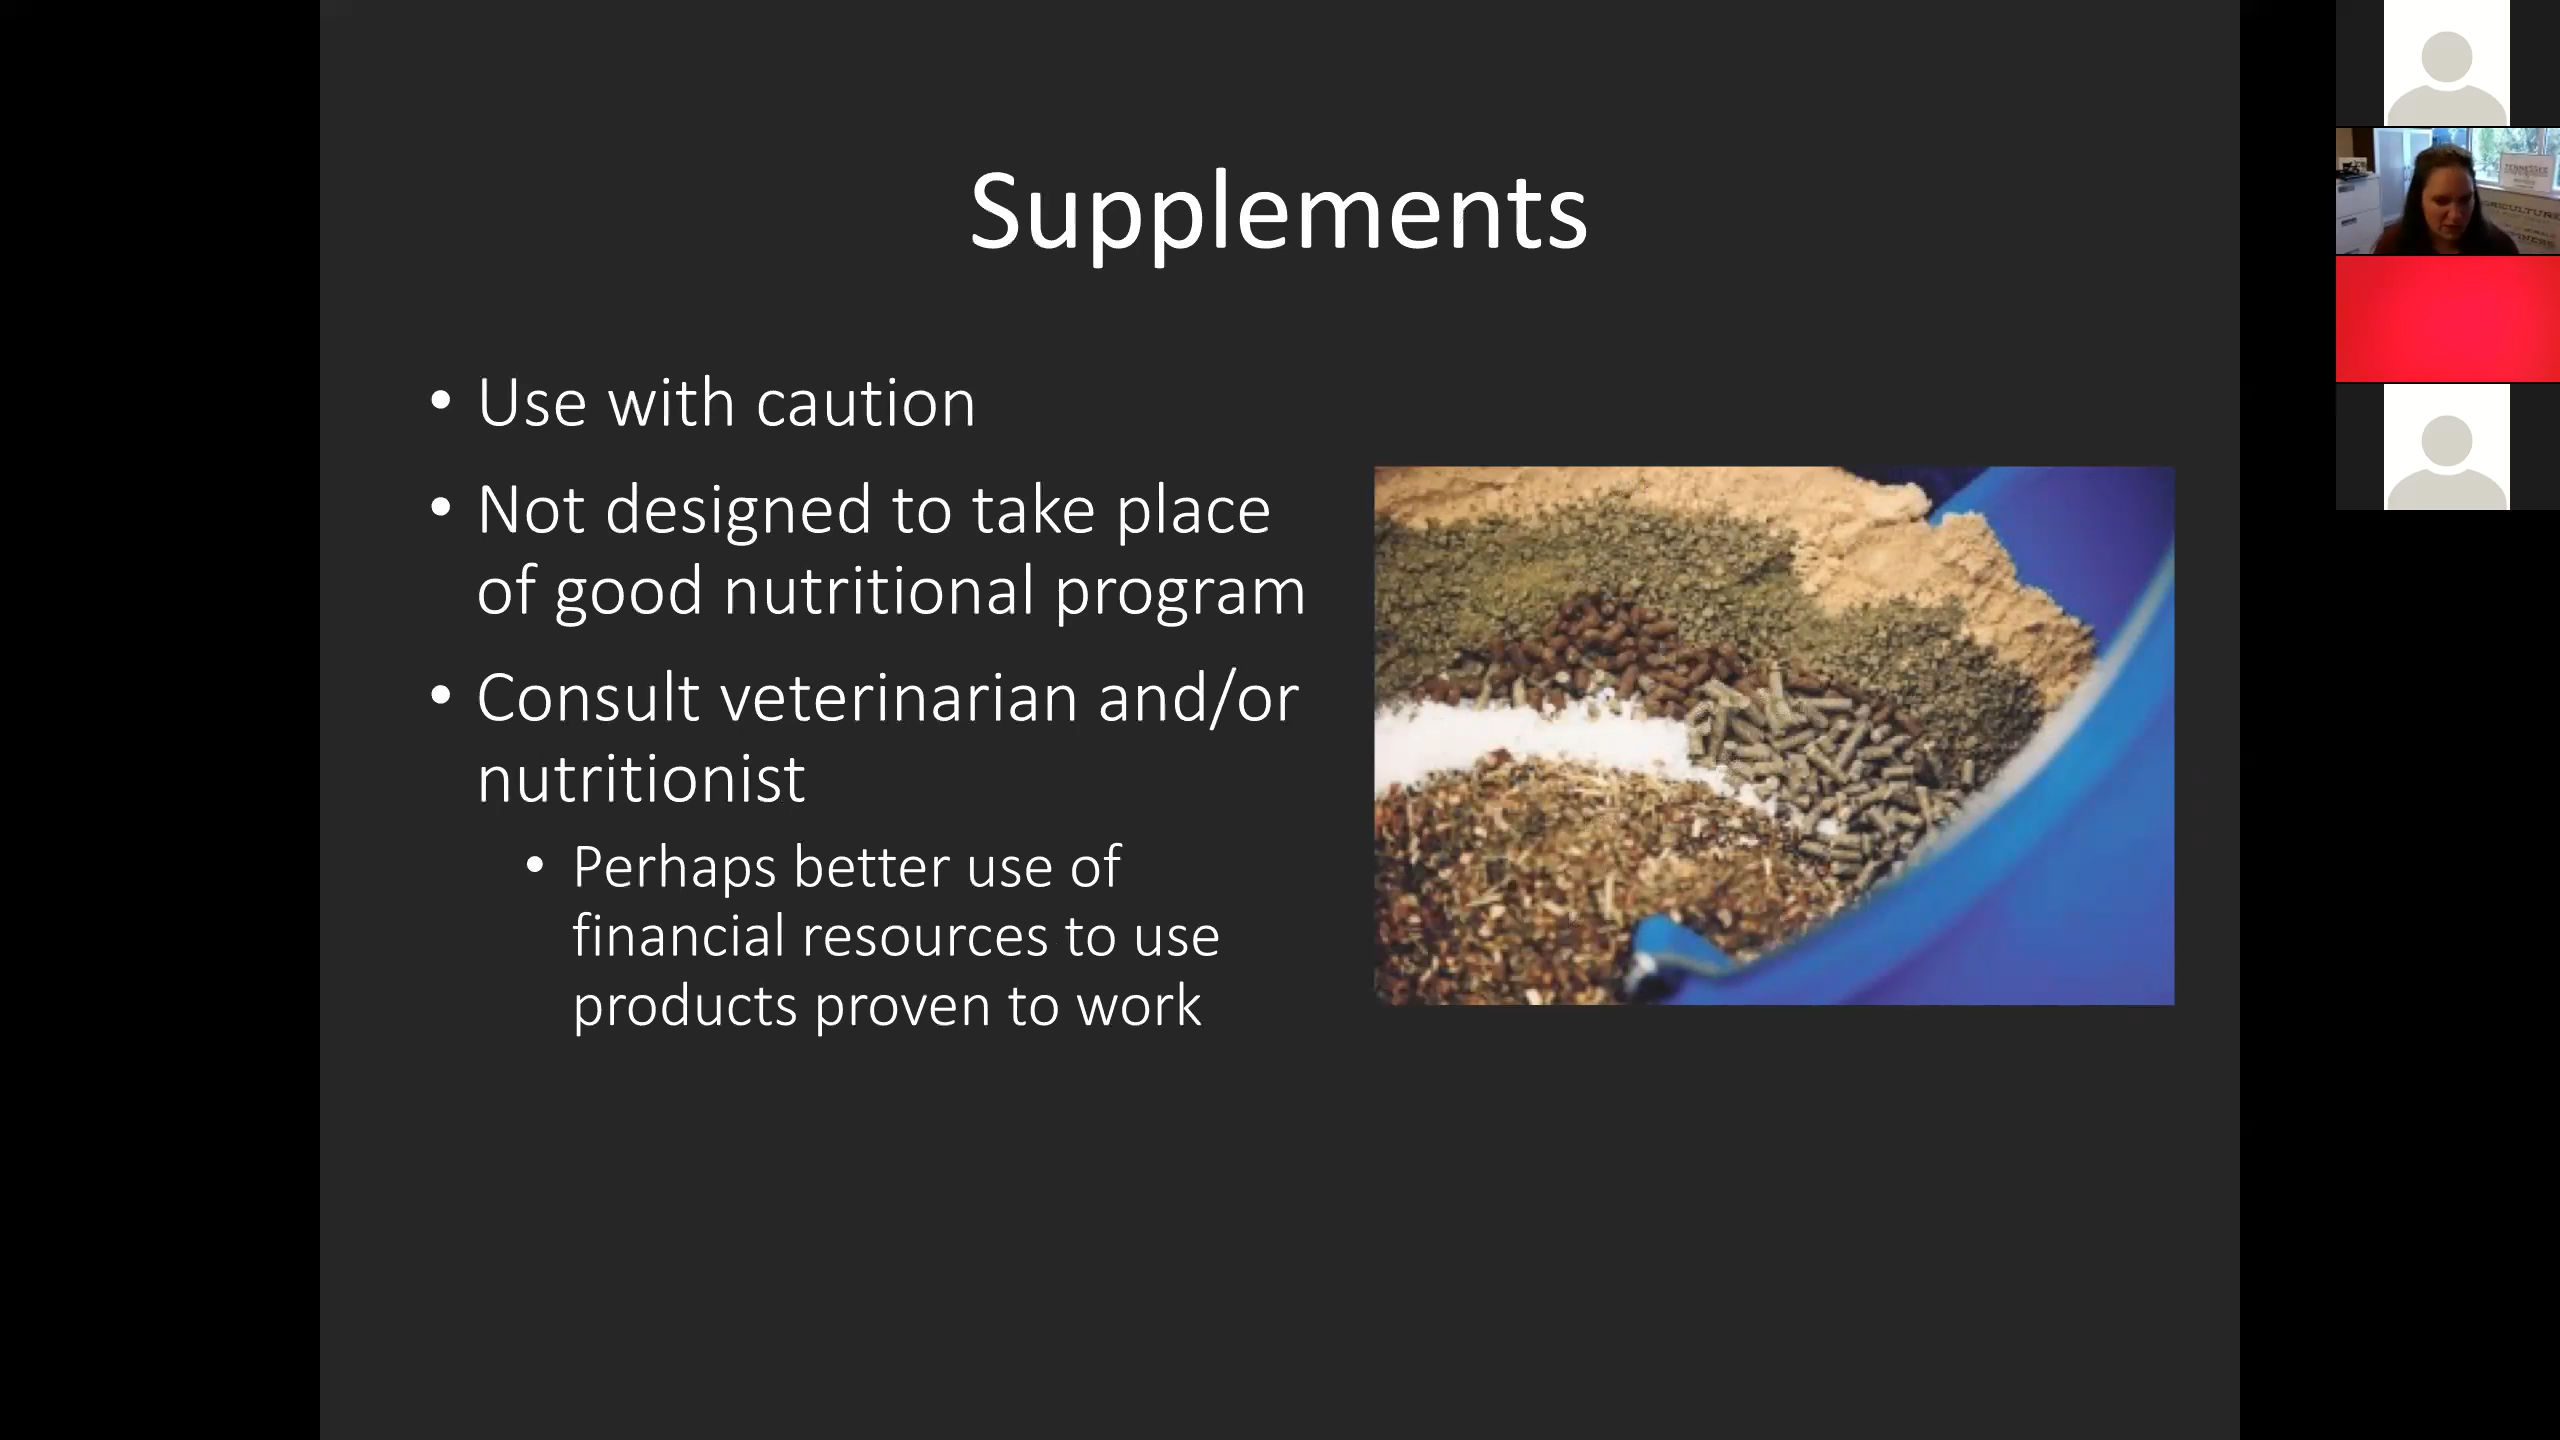 Supplements
• Use with caution
• Not designed to take place
of good nutritional program
• Consult veterinarian and/or
nutritionist
• Perhaps better use of
financial resources to use
products proven to work
TENNESSEE